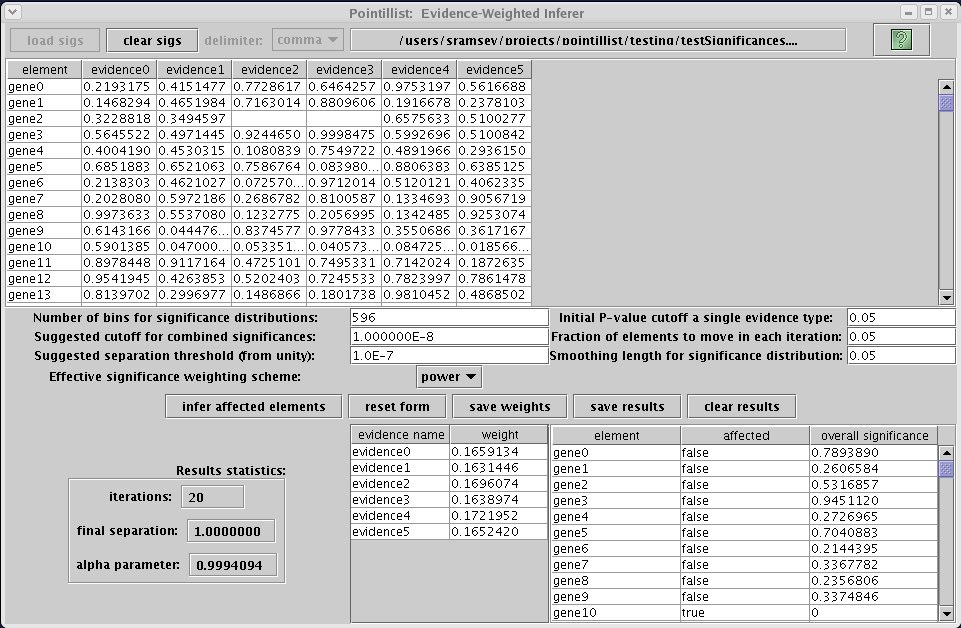 Pointillist: Evidence-Weighted Inferer
load sigs clear sigs delimiter: comma /users/sramsey/projects/pointillist/testing/testSignificances.... ?
element evidence0 evidence1 evidence2 evidence3 evidence4 evidence5
gene0 0.2193175 0.4151477 0.7728617 0.6464257 0.9753197 0.5616688
gene1 0.1468294 0.4651984 0.7163014 0.8809606 0.1916678 0.2378103
gene2 0.3228818 0.3494597 0.6575633 0.5100277
gene3 0.5645522 0.4971445 0.9244650 0.9998475 0.5992696 0.5100842
gene4 0.4004190 0.4530315 0.1080839 0.7549722 0.4891966 0.2936150
gene5 0.6851883 0.6521063 0.7586764 0.083980... 0.8806383 0.6385125
gene6 0.2138303 0.4621027 0.072570... 0.9712014 0.5120121 0.4062335
gene7 0.2028080 0.5972186 0.2686782 0.8100587 0.1334693 0.9056719
gene8 0.9973633 0.5537080 0.1232775 0.2056995 0.1342485 0.9253074
gene9 0.6143166 0.044476... 0.8374577 0.9778433 0.3550686 0.3617167
gene10 0.5901385 0.047000... 0.053351... 0.040573... 0.084725... 0.018566...
gene11 0.8978448 0.9117164 0.4725101 0.7495331 0.7142024 0.1872635
gene12 0.9541945 0.4263853 0.5202403 0.7245533 0.7823997 0.7861478
gene13 0.8139702 0.2996977 0.1486866 0.1801738 0.9810452 0.4868502
Number of bins for significance distributions: 596 Initial P-value cutoff a single evidence type: 0.05
Suggested cutoff for combined significances: 1.000000E-8 Fraction of elements to move in each iteration: 0.05
Suggested separation threshold (from unity): 1.0E-7 Smoothing length for significance distribution: 0.05
Effective significance weighting scheme: power
infer affected elements reset form save weights save results clear results
Results statistics:
iterations: 20
final separation: 1.0000000
alpha parameter: 0.9994094
evidence name weight
evidence0 0.1659134
evidence1 0.1631446
evidence2 0.1696074
evidence3 0.1638974
evidence4 0.1721952
evidence5 0.1652420
element affected overall significance
gene0 false 0.7893890
gene1 false 0.2606584
gene2 false 0.5316857
gene3 false 0.9451120
gene4 false 0.2726965
gene5 false 0.7040883
gene6 false 0.2144395
gene7 false 0.3367782
gene8 false 0.2356806
gene9 false 0.3374846
gene10 true 0